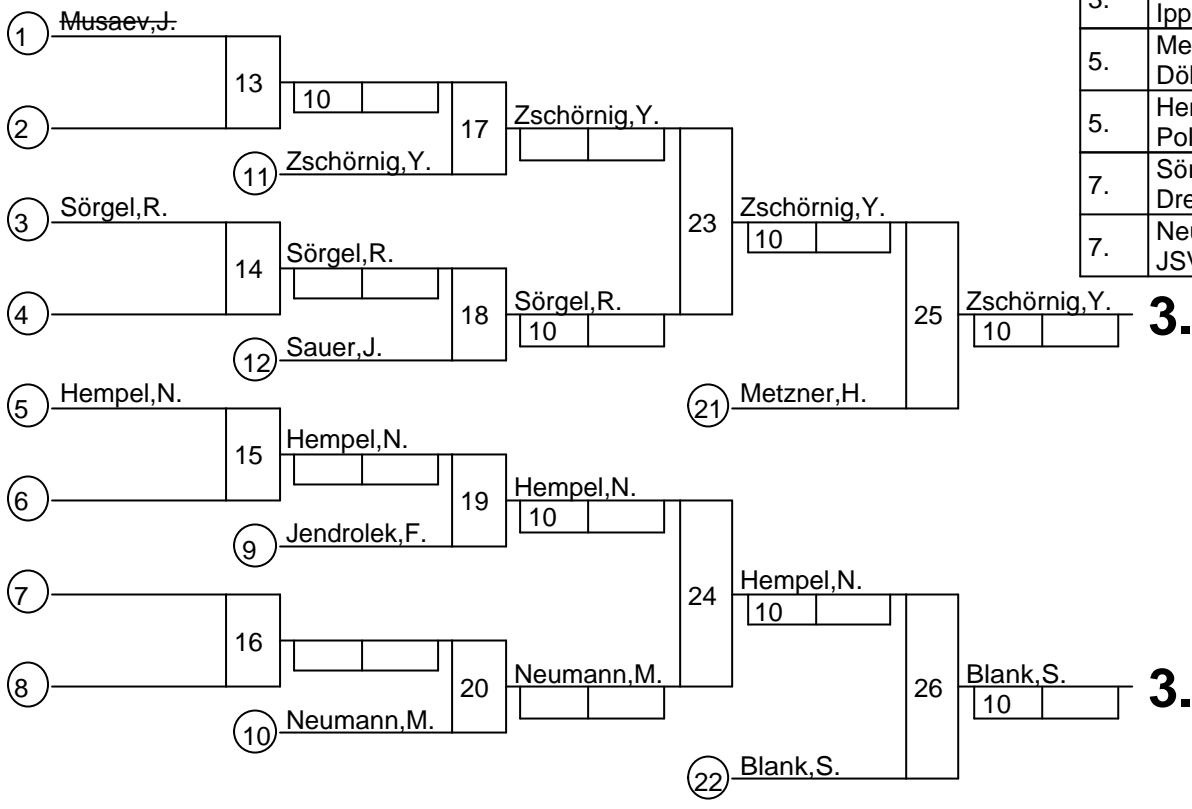 1 Musaev,J.
13
10
2
17
Zschörnig,Y.
11 Zschörnig,Y.
3 Sörgel,R.
23
Zschörnig,Y.
10
14
Sörgel,R.
4
18
Sörgel,R.
10
12 Sauer,J.
25
Zschörnig,Y.
10
3.
5 Hempel,N.
21 Metzner,H.
15
Hempel,N.
6
19
Hempel,N.
10
9 Jendrolek,F.
7
24
Hempel,N.
10
16
8
20
Neumann,M.
10 Neumann,M.
26
Blank,S.
10
3.
22 Blank,S.
3.
Ipp
5.
5.
7.
7.
JSV